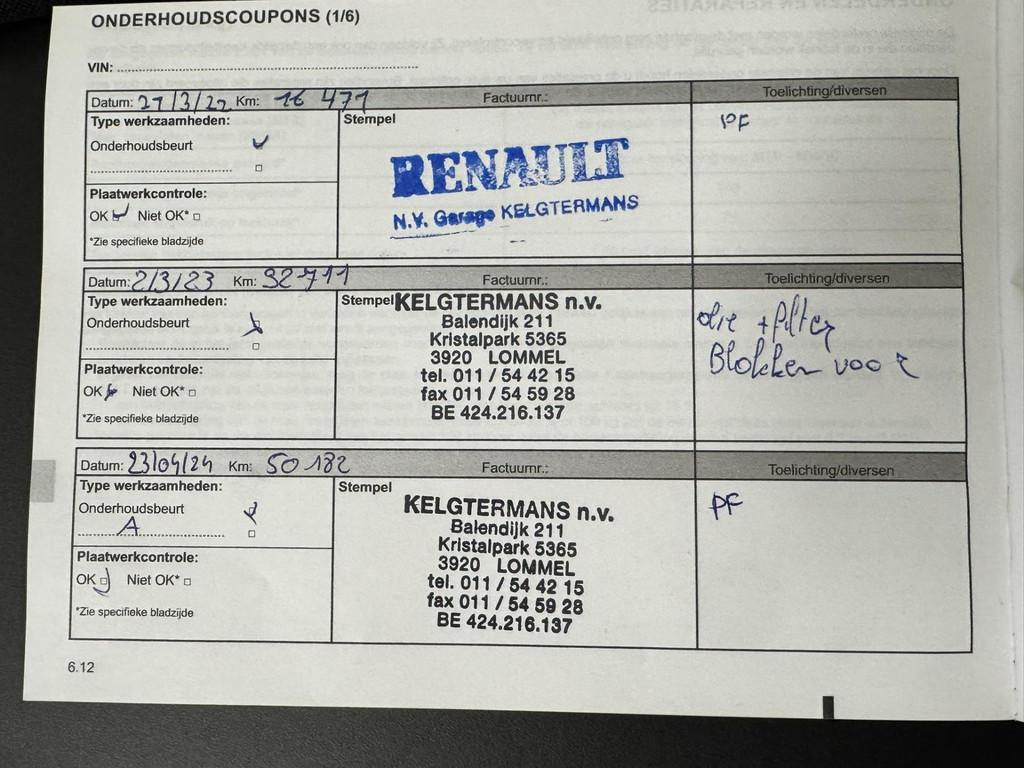 ONDERHOUDSCOUPONS (1/6)
VIN:
Datum: 27/3/22 Km: 16 471 Factuurnr.: Toelichting/diversen
Type werkzaamheden: Stempel PF
Onderhoudsbeurt
RENAULT
N.V. Garage KELGTERMANS
Plaatwerkcontrole:
OK Niet OK*
*Zie specifieke bladzijde
Datum: 2/3/23 Km: 32711 Factuurnr.: Toelichting/diversen
Type werkzaamheden: Stempel KELGTERMANS n.v.
Onderhoudsbeurt Balendijk 211 olie + filter
Kristalpark 5365
3920 LOMMEL Blokken voor
Plaatwerkcontrole: tel. 011 / 54 42 15
OK Niet OK* fax 011 / 54 59 28
*Zie specifieke bladzijde BE 424.216.137
Datum: 23/04/24 Km: 50 182 Factuurnr.: Toelichting/diversen
Type werkzaamheden: Stempel
Onderhoudsbeurt KELGTERMANS n.v. PF
A Balendijk 211
Kristalpark 5365
Plaatwerkcontrole: 3920 LOMMEL
OK Niet OK* tel. 011 / 54 42 15
fax 011 / 54 59 28
*Zie specifieke bladzijde BE 424.216.137
6.12